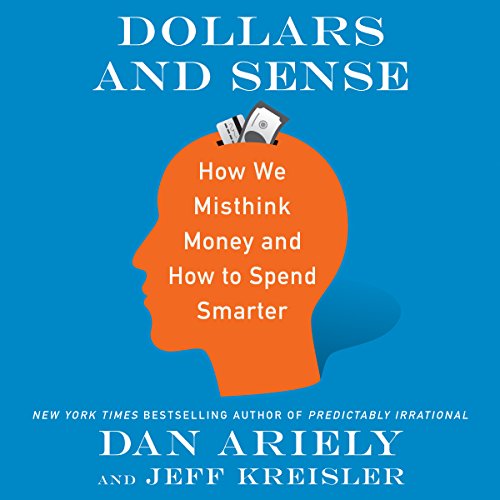 DOLLARS
AND SENSE
How We
Misthink
Money and
How to Spend
Smarter
NEW YORK TIMES BESTSELLING AUTHOR OF PREDICTABLY IRRATIONAL
DAN ARIELY
AND JEFF KREISLER